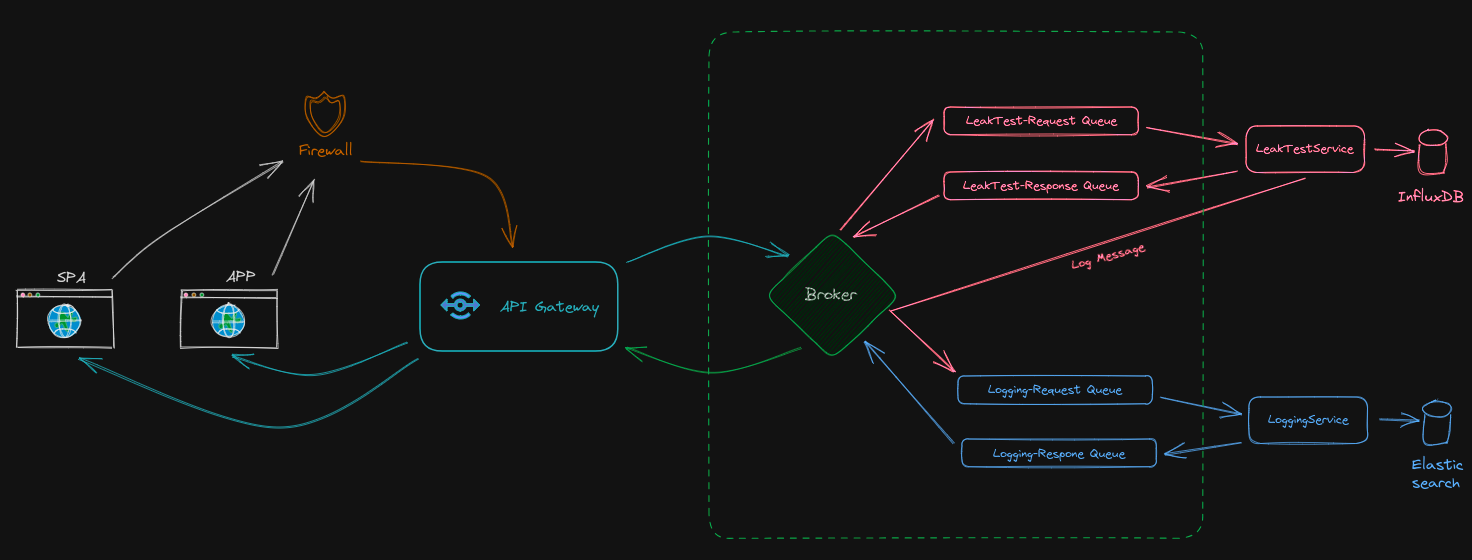 Firewall
SPA
APP
API Gateway
Broker
LeakTest-Request Queue
LeakTest-Response Queue
LeakTestService
InfluxDB
Log Message
Logging-Request Queue
Logging-Respone Queue
LoggingService
Elastic
search